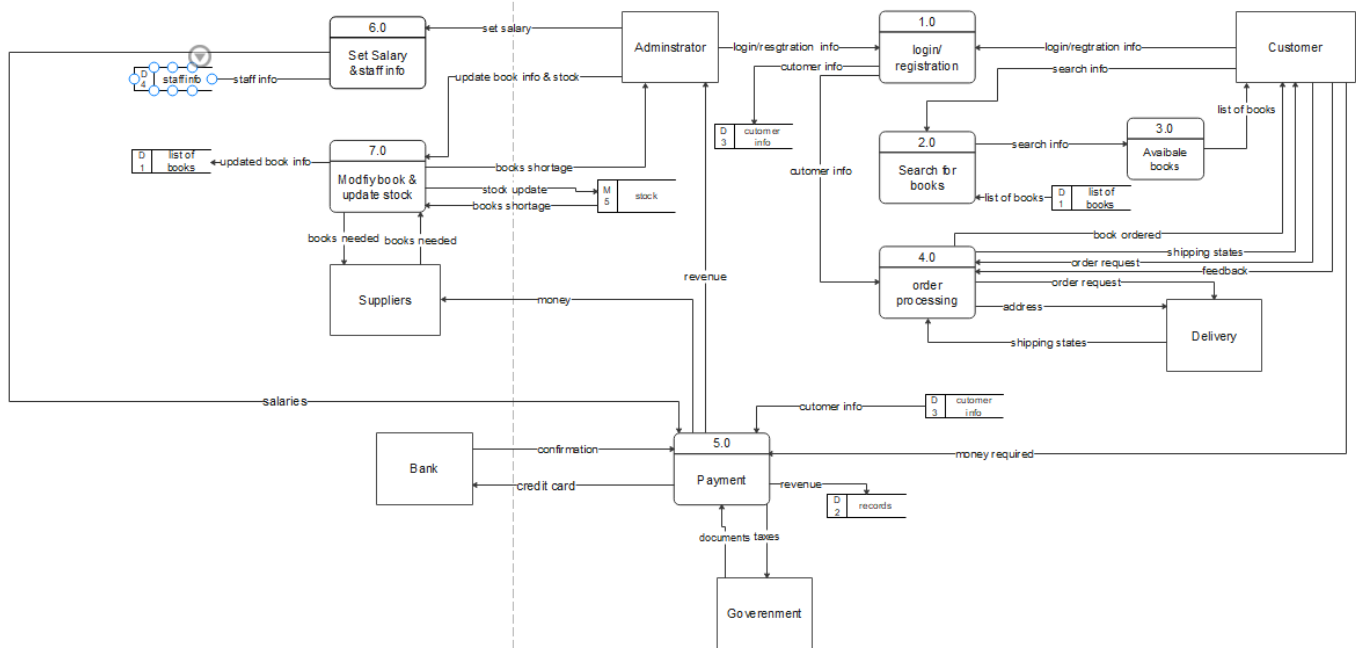 6.0
Set Salary
& staff info
set salary
Adminstrator
login/resgtration info
1.0
login/
registration
login/regtration info
Customer
D
4
staff info
staff info
update book info & stock
cutomer info
search info
list of books
D
3
cutomer
info
2.0
Search for
books
search info
3.0
Avaibale
books
D
1
list of
books
updated book info
7.0
Modfiy book &
update stock
books shortage
stock update
books shortage
M
5
stock
cutomer info
list of books
D
1
list of
books
books needed
books needed
book ordered
shipping states
order request
feedback
order request
4.0
order
processing
address
shipping states
Delivery
Suppliers
money
revenue
salaries
cutomer info
D
3
cutomer
info
Bank
confirmation
credit card
5.0
Payment
money required
revenue
D
2
records
documents
taxes
Goverenment